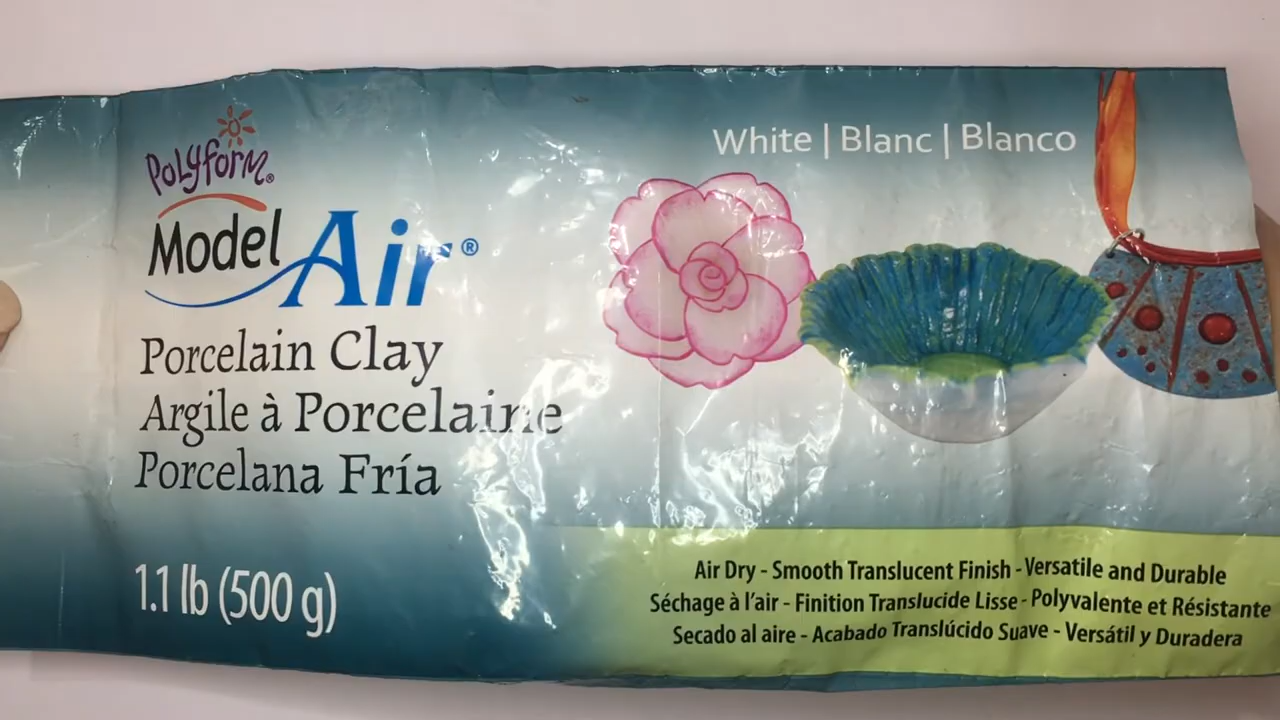 Polyform®
Model Air®
Porcelain Clay
Argile à Porcelaine
Porcelana Fría
1.1 lb (500 g)
White | Blanc | Blanco
Air Dry - Smooth Translucent Finish - Versatile and Durable
Séchage à l'air - Finition Translucide Lisse - Polyvalente et Résistante
Secado al aire - Acabado Translúcido Suave - Versátil y Duradera